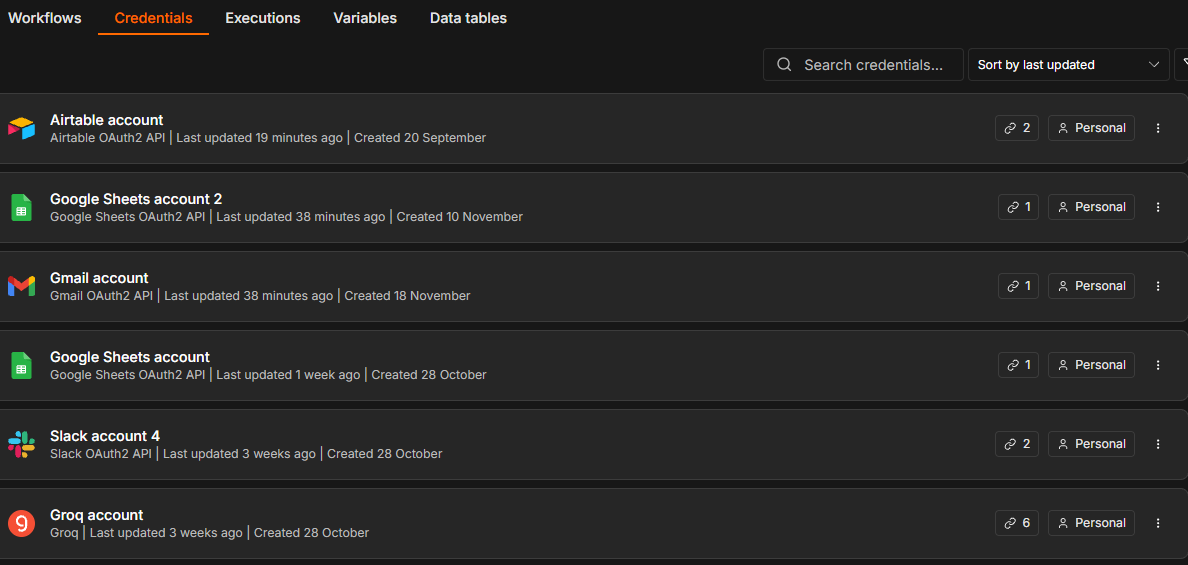 Workflows Credentials Executions Variables Data tables
Search credentials... Sort by last updated
Airtable account
Airtable OAuth2 API | Last updated 19 minutes ago | Created 20 September
2 Personal
Google Sheets account 2
Google Sheets OAuth2 API | Last updated 38 minutes ago | Created 10 November
1 Personal
Gmail account
Gmail OAuth2 API | Last updated 38 minutes ago | Created 18 November
1 Personal
Google Sheets account
Google Sheets OAuth2 API | Last updated 1 week ago | Created 28 October
1 Personal
Slack account 4
Slack OAuth2 API | Last updated 3 weeks ago | Created 28 October
2 Personal
Groq account
Groq | Last updated 3 weeks ago | Created 28 October
6 Personal